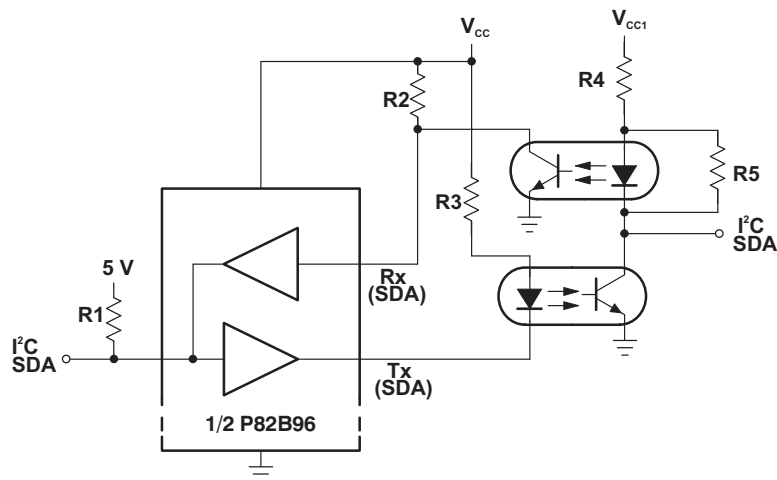 V_CC
V_CC1
R2
R4
R3
R5
5 V
R1
I²C
SDA
Rx
(SDA)
I²C
SDA
Tx
(SDA)
1/2 P82B96